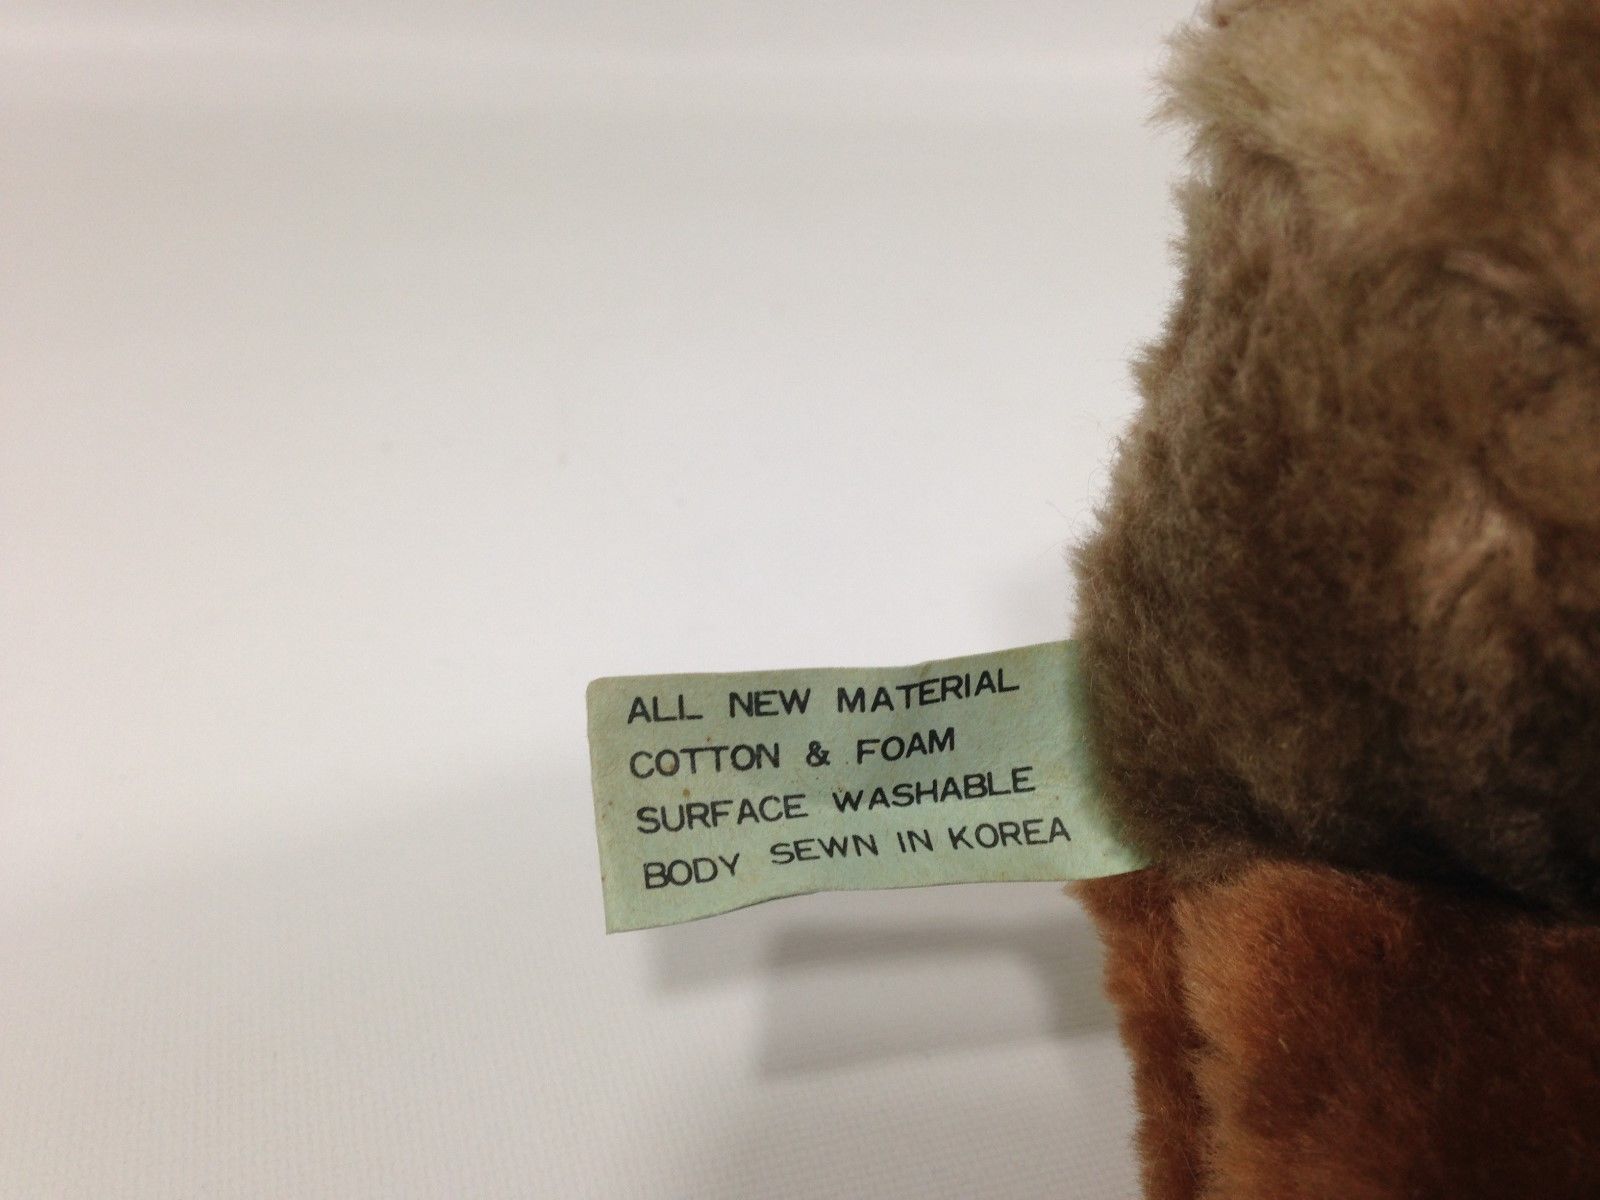 ALL NEW MATERIAL
COTTON & FOAM
SURFACE WASHABLE
BODY SEWN IN KOREA